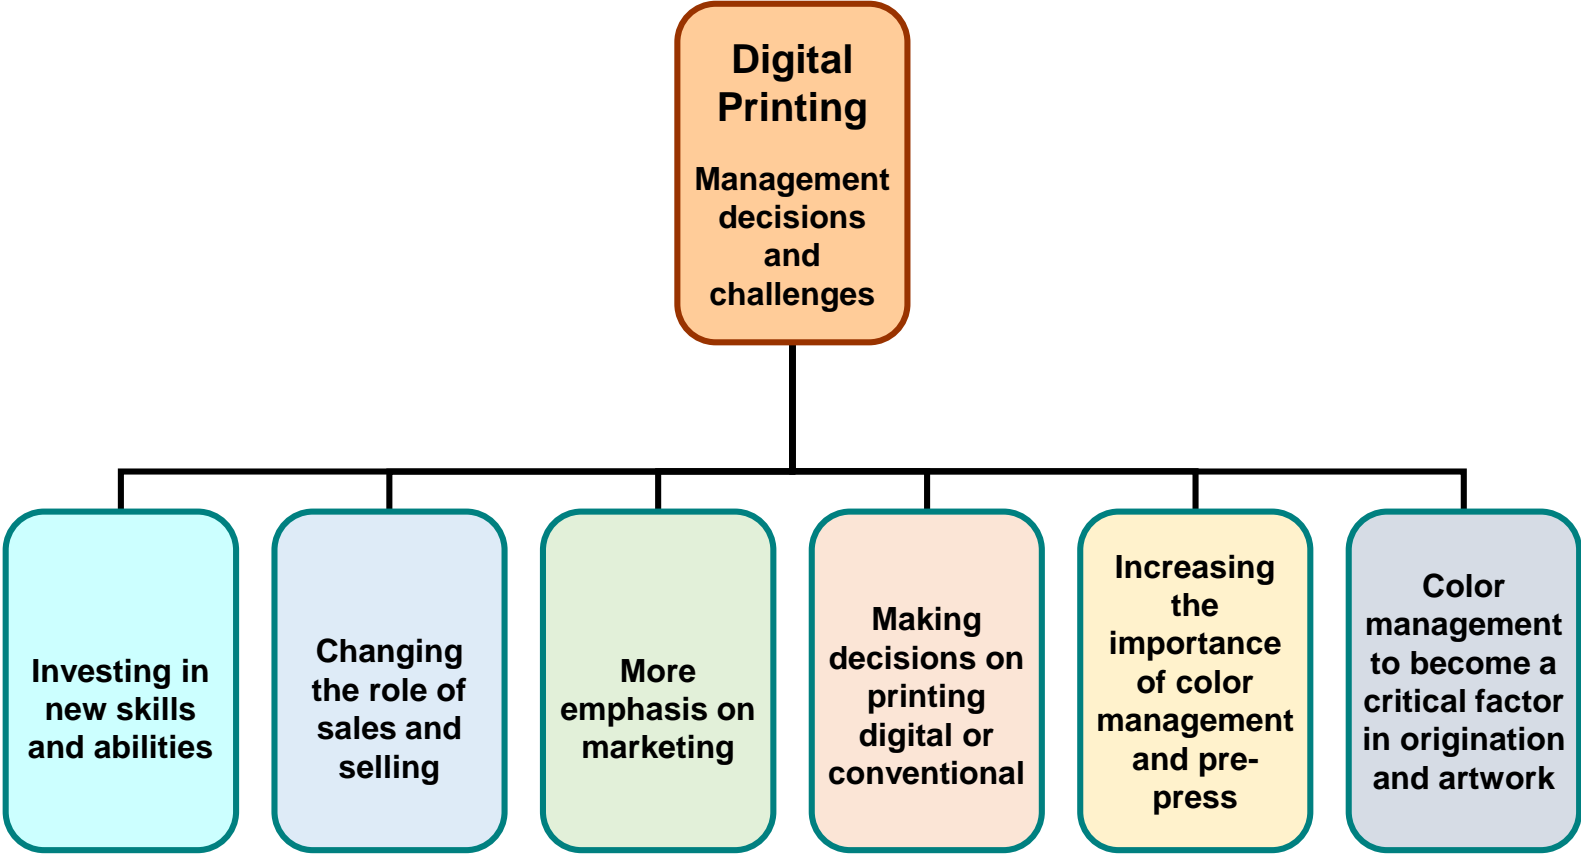 Digital
Printing
Management
decisions
and
challenges
Investing in
new skills
and abilities
Changing
the role of
sales and
selling
More
emphasis on
marketing
Making
decisions on
printing
digital or
conventional
Increasing
the
importance
of color
management
and pre-
press
Color
management
to become a
critical factor
in origination
and artwork